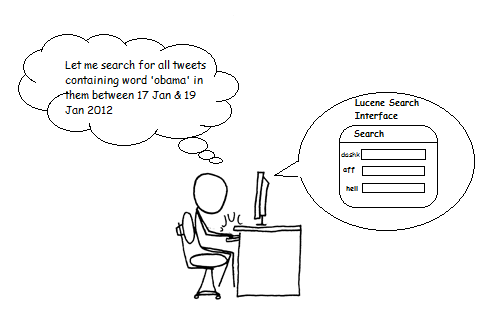 Let me search for all tweets
containing word 'obama' in
them between 17 Jan & 19
Jan 2012
Lucene Search
Interface
Search
dashk
aff
hell